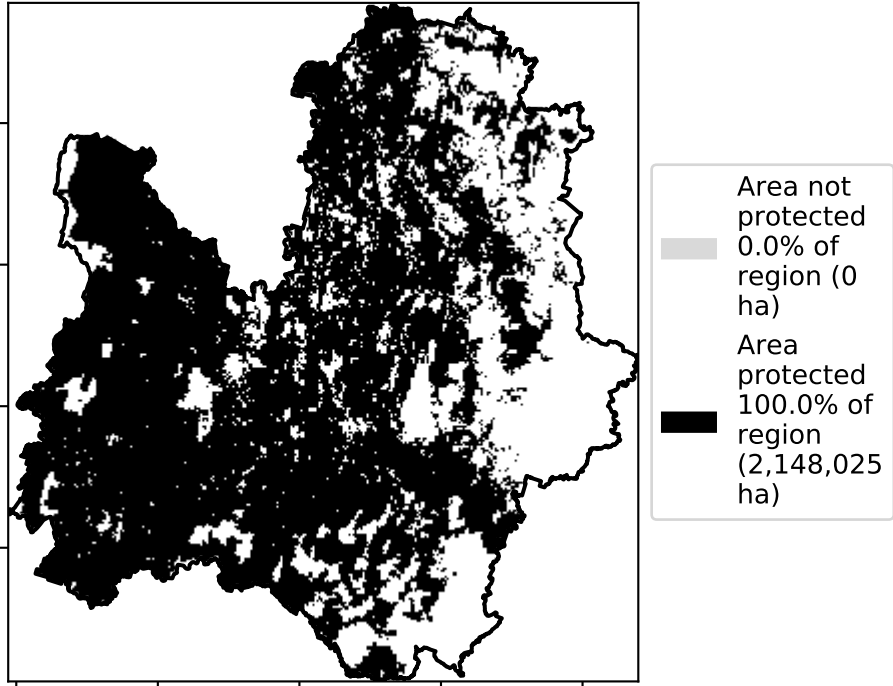 Area not
protected
0.0% of
region (0
ha)
Area
protected
100.0% of
region
(2,148,025
ha)